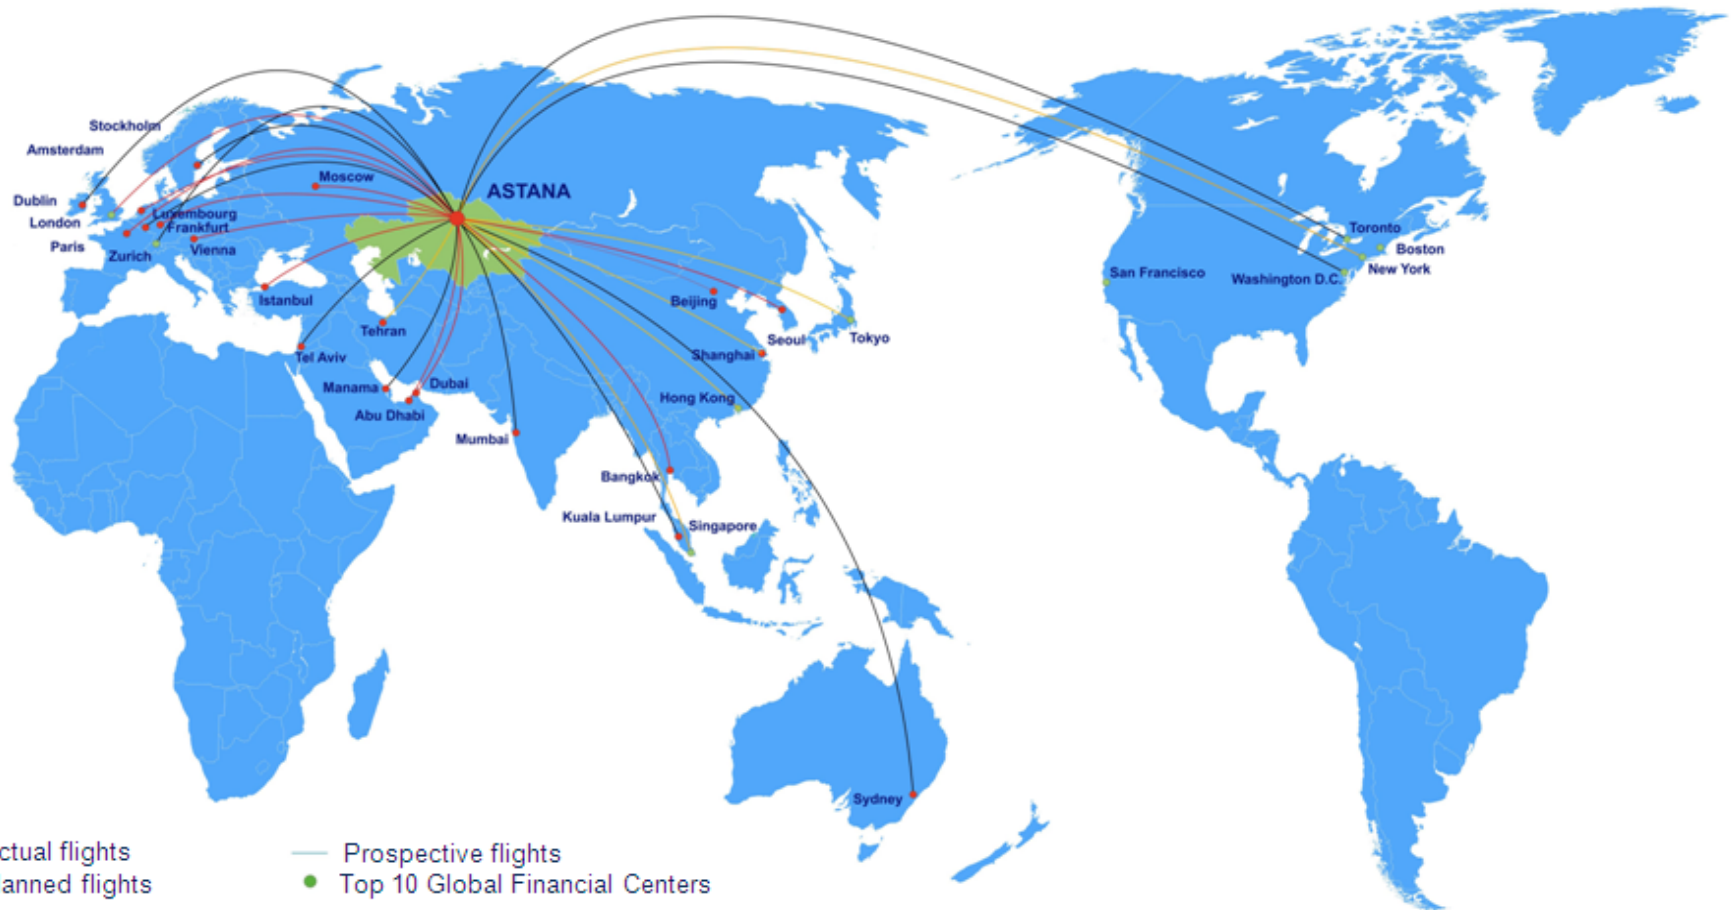 Stockholm
Amsterdam
Moscow
ASTANA
Dublin
Luxembourg
London
Frankfurt
Toronto
Paris
Zurich
Vienna
Boston
New York
San Francisco
Washington D.C.
Istanbul
Beijing
Tehran
Seoul
Tokyo
Tel Aviv
Shanghai
Manama
Dubai
Hong Kong
Abu Dhabi
Mumbai
Bangkok
Kuala Lumpur
Singapore
Sydney
ctual flights
anned flights
Prospective flights
Top 10 Global Financial Centers